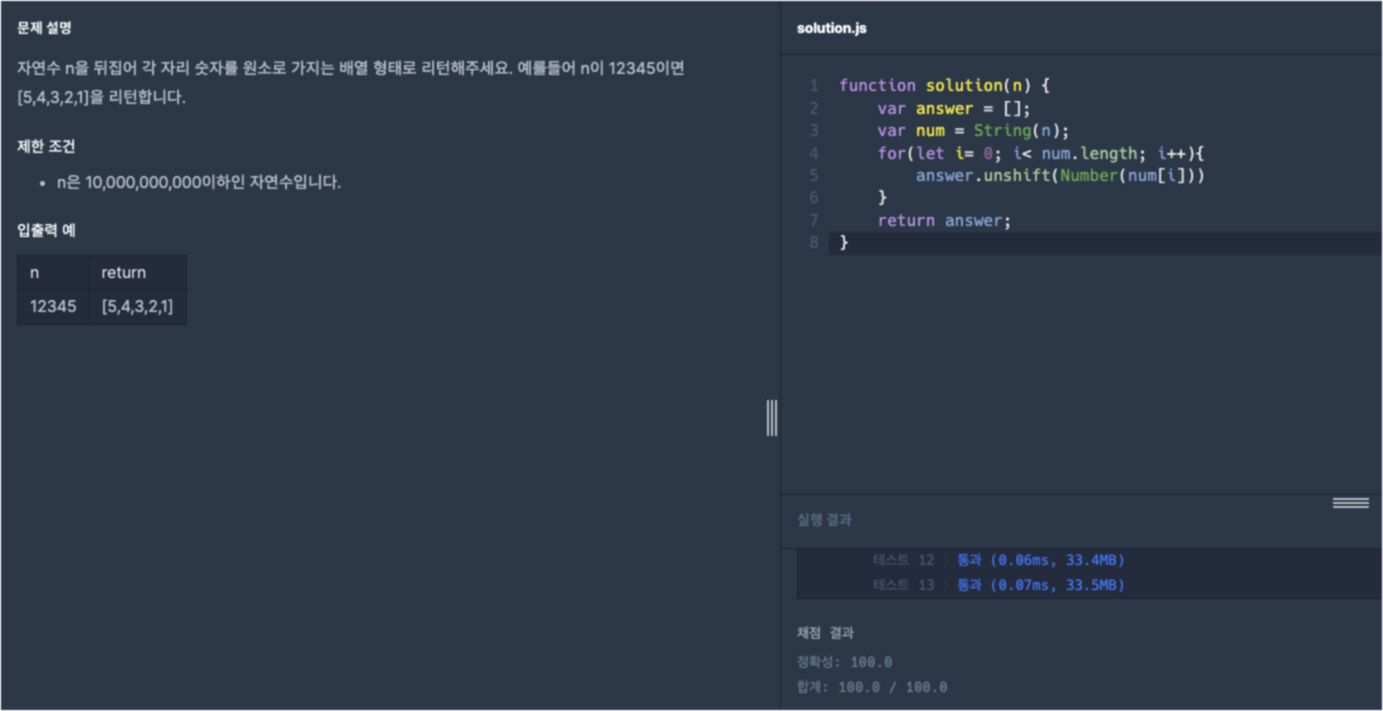 문제 설명
자연수 n을 뒤집어 각 자리 숫자를 원소로 가지는 배열 형태로 리턴해주세요. 예를들어 n이 12345이면
[5,4,3,2,1]을 리턴합니다.
제한 조건
• n은 10,000,000,000이하인 자연수입니다.
입출력 예
n return
12345 [5,4,3,2,1]
solution.js
1 function solution(n) {
2     var answer = [];
3     var num = String(n);
4     for(let i= 0; i< num.length; i++){
5         answer.unshift(Number(num[i]))
6     }
7     return answer;
8 }
실행 결과
테스트 12 > 통과 (0.06ms, 33.4MB)
테스트 13 > 통과 (0.07ms, 33.5MB)
채점 결과
정확성: 100.0
합계: 100.0 / 100.0